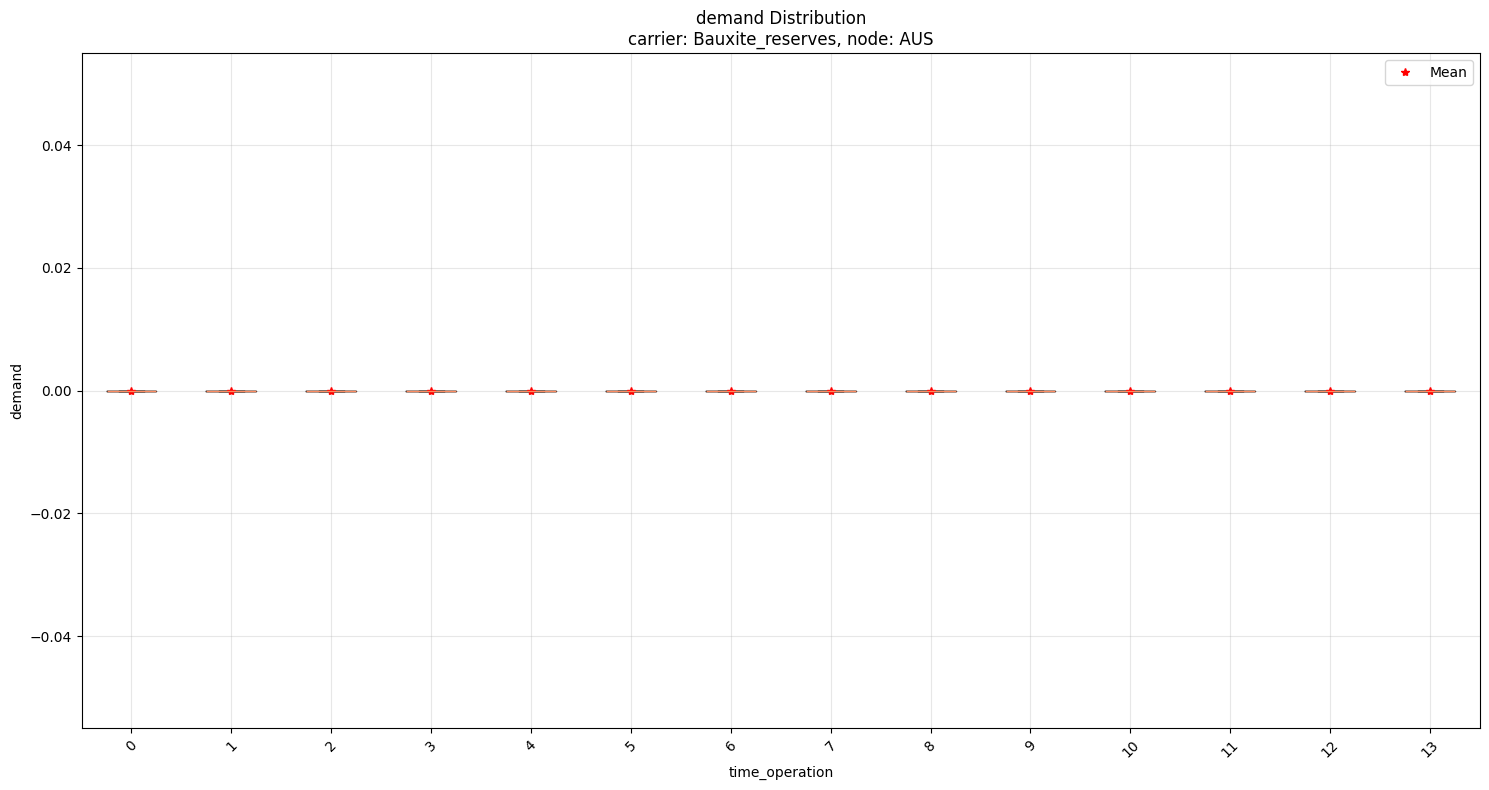 demand Distribution
carrier: Bauxite_reserves, node: AUS
Mean
0.04
0.02
0.00
−0.02
−0.04
demand
0 1 2 3 4 5 6 7 8 9 10 11 12 13
time_operation